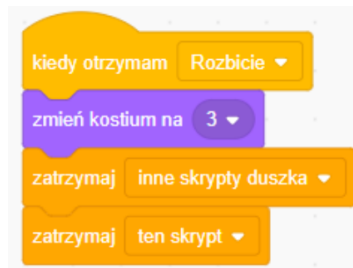 kiedy otrzymam Rozbicie
zmień kostium na 3
zatrzymaj inne skrypty duszka
zatrzymaj ten skrypt